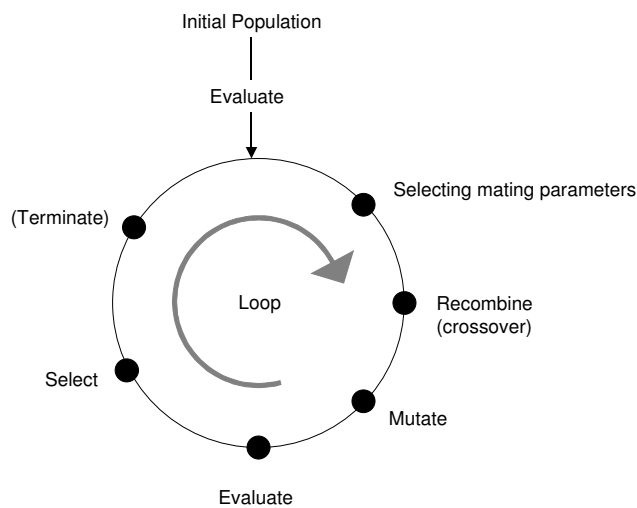 Initial Population
Evaluate
Selecting mating parameters
(Terminate)
Loop
Recombine
(crossover)
Select
Mutate
Evaluate